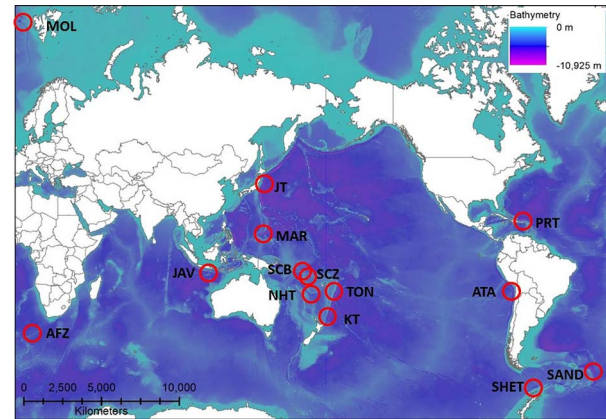 MOL
Bathymetry
0 m
-10,925 m
JT
PRT
MAR
SCB
SCZ
JAV
NHT
TON
ATA
KT
AFZ
SAND
SHET
0 2,500 5,000 10,000
Kilometers